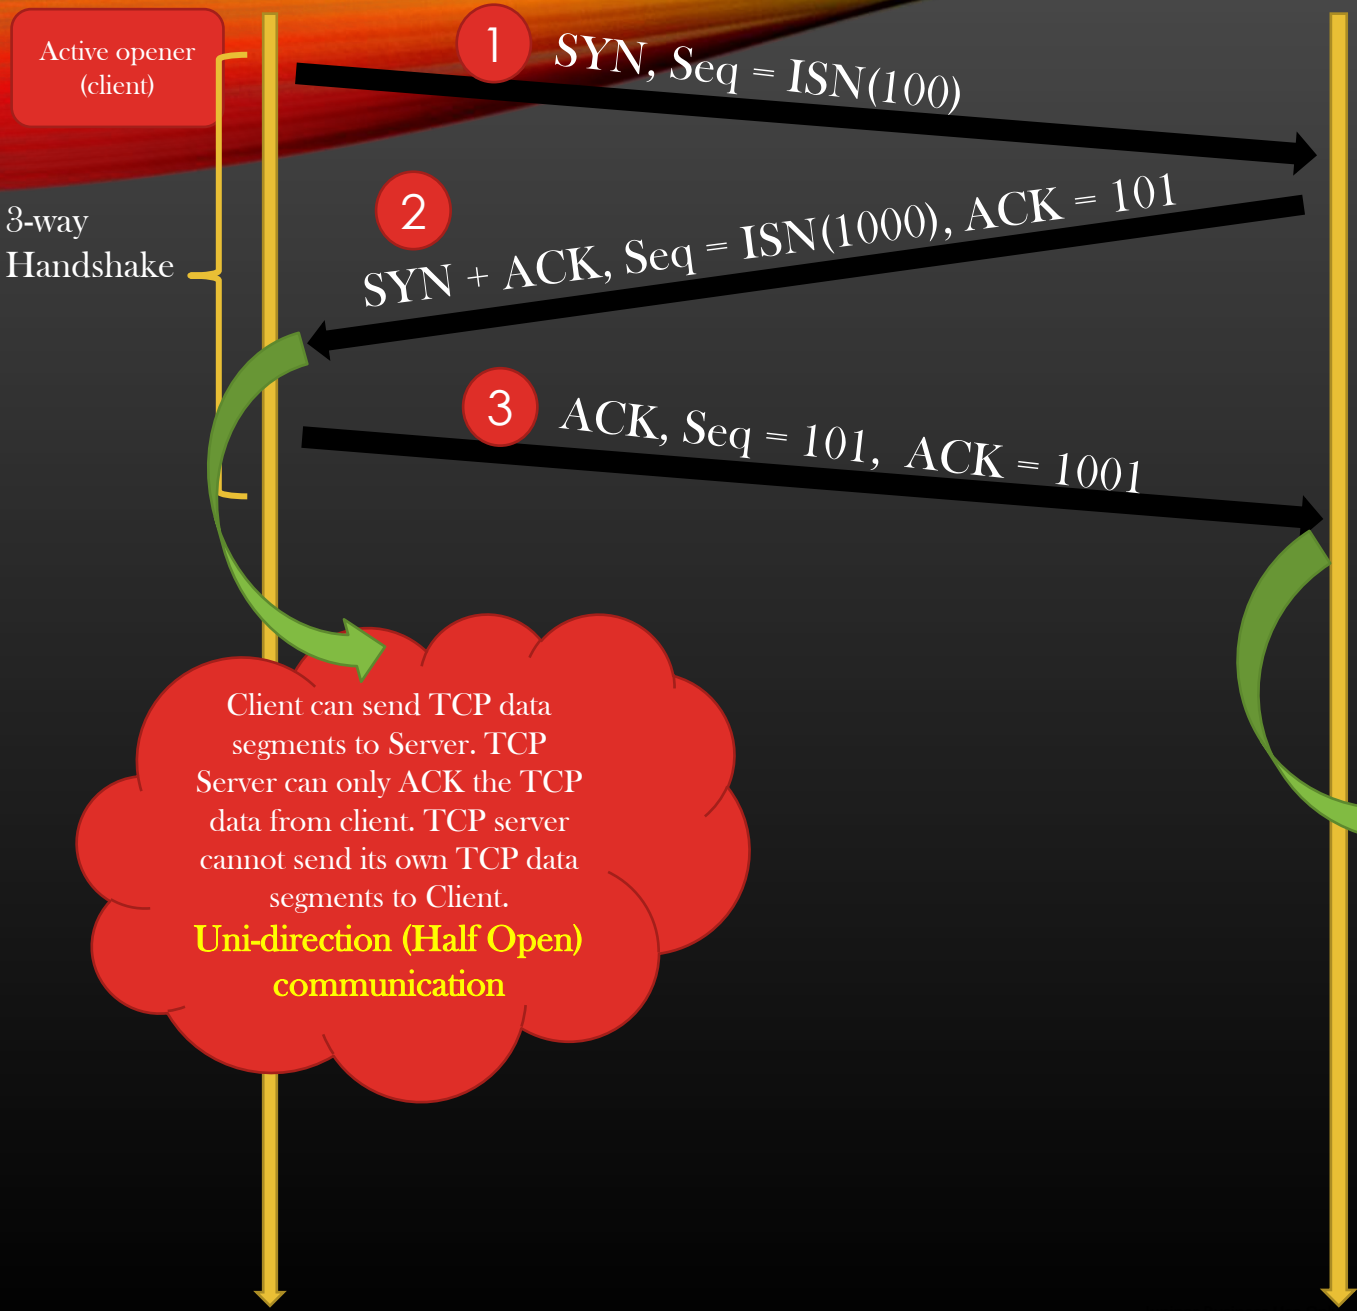 Active opener
(client)
1
SYN, Seq = ISN(100)
2
SYN + ACK, Seq = ISN(1000), ACK = 101
3-way
Handshake
3
ACK, Seq = 101, ACK = 1001
Client can send TCP data
segments to Server. TCP
Server can only ACK the TCP
data from client. TCP server
cannot send its own TCP data
segments to Client.
Uni-direction (Half Open)
communication